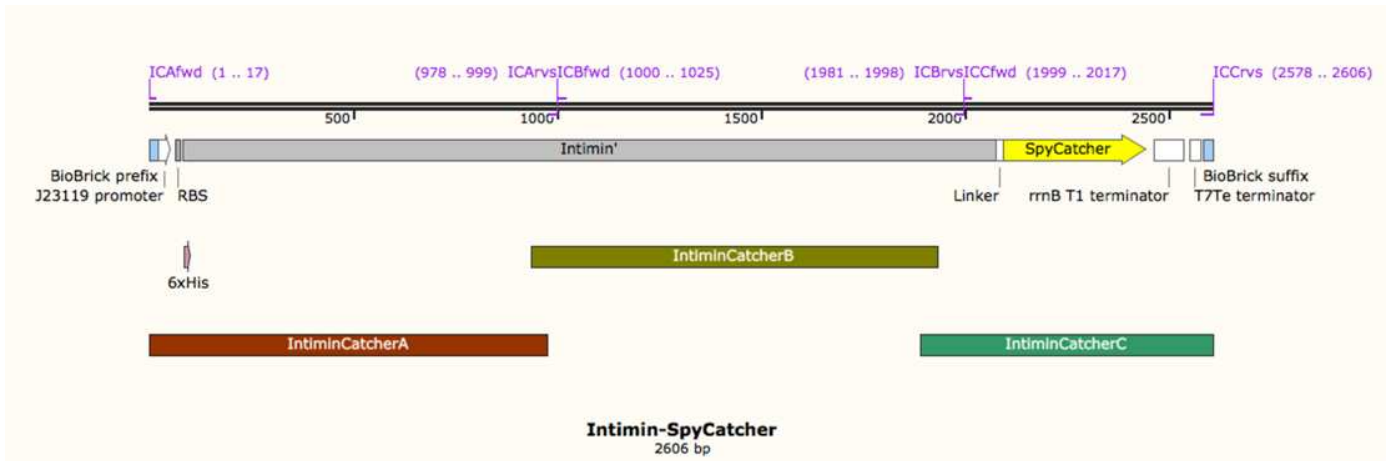 ICAfwd (1 .. 17) (978 .. 999) ICArvsICBfwd (1000 .. 1025) (1981 .. 1998) ICBrvsICCfwd (1999 .. 2017) ICCrvs (2578 .. 2606)
500 1000 1500 2000 2500
Intimin' SpyCatcher
BioBrick prefix BioBrick suffix
J23119 promoter RBS Linker rrnB T1 terminator T7Te terminator
IntiminCatcherB
6xHis
IntiminCatcherA IntiminCatcherC
Intimin-SpyCatcher
2606 bp